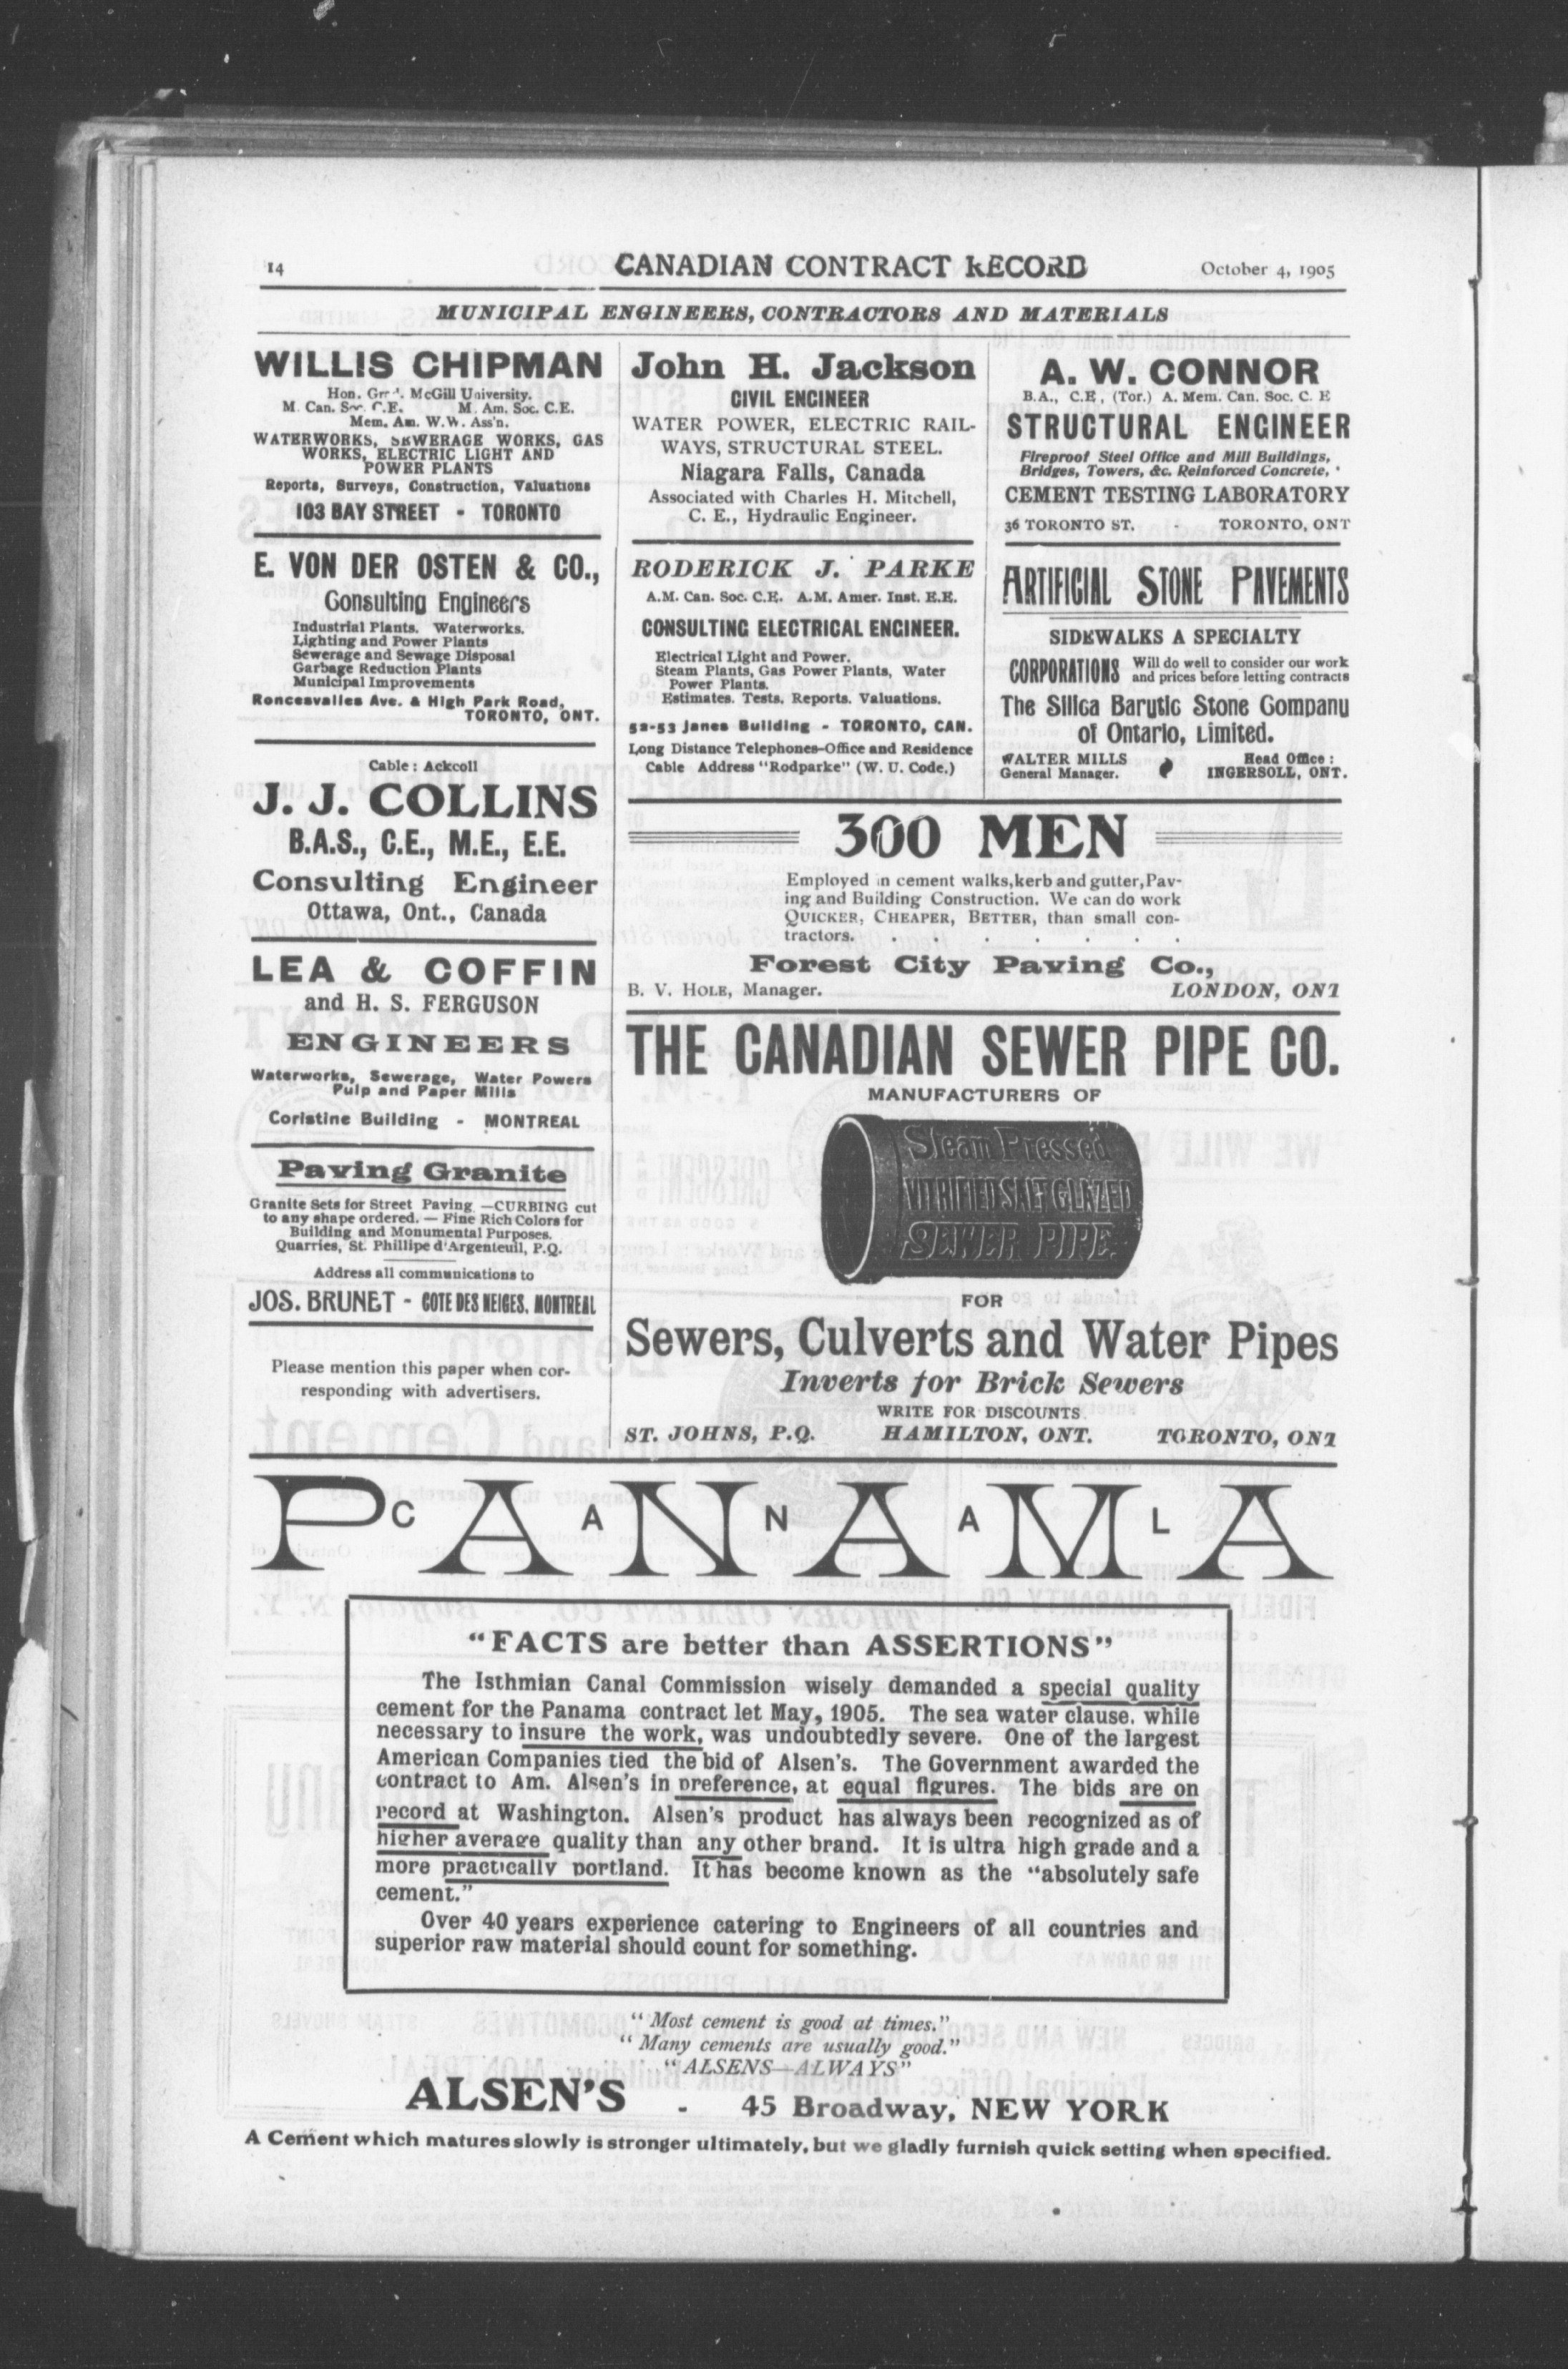 14
CANADIAN CONTRACT RECORD
October 4, 1905
MUNICIPAL ENGINEERS, CONTRACTORS AND MATERIALS
WILLIS CHIPMAN
Hon. Grad. McGill University.
M. Can. Soc. C.E. M. Am. Soc. C.E.
Mem. Am. W.W. Ass'n.
WATERWORKS, SEWERAGE WORKS, GAS
WORKS, ELECTRIC LIGHT AND
POWER PLANTS
Reports, Surveys, Construction, Valuations
103 BAY STREET - TORONTO
E. VON DER OSTEN & CO.,
Consulting Engineers
Industrial Plants. Waterworks.
Lighting and Power Plants
Sewerage and Sewage Disposal
Garbage Reduction Plants
Municipal Improvements
Roncesvalles Ave. & High Park Road,
TORONTO, ONT.
Cable : Ackcoll
J. J. COLLINS
B.A.S., C.E., M.E., E.E.
Consulting Engineer
Ottawa, Ont., Canada
LEA & COFFIN
and H. S. FERGUSON
ENGINEERS
Waterworks, Sewerage, Water Powers
Pulp and Paper Mills
Coristine Building - MONTREAL
Paving Granite
Granite Sets for Street Paving.—CURBING cut
to any shape ordered. — Fine Rich Colors for
Building and Monumental Purposes.
Quarries, St. Phillipe d'Argenteuil, P.Q.
Address all communications to
JOS. BRUNET - COTE DES NEIGES, MONTREAL
Please mention this paper when cor-
responding with advertisers.
John H. Jackson
CIVIL ENGINEER
WATER POWER, ELECTRIC RAIL-
WAYS, STRUCTURAL STEEL.
Niagara Falls, Canada
Associated with Charles H. Mitchell,
C. E., Hydraulic Engineer.
RODERICK J. PARKE
A.M. Can. Soc. C.E. A.M. Amer. Inst. E.E.
CONSULTING ELECTRICAL ENGINEER.
Electrical Light and Power.
Steam Plants, Gas Power Plants, Water
Power Plants.
Estimates. Tests. Reports. Valuations.
52-53 Janes Building - TORONTO, CAN.
Long Distance Telephones-Office and Residence
Cable Address "Rodparke" (W. U. Code.)
A. W. CONNOR
B.A., C.E, (Tor.) A. Mem. Can. Soc. C. E
STRUCTURAL ENGINEER
Fireproof Steel Office and Mill Buildings,
Bridges, Towers, &c. Reinforced Concrete,
CEMENT TESTING LABORATORY
36 TORONTO ST. - TORONTO, ONT
ARTIFICIAL STONE PAVEMENTS
SIDEWALKS A SPECIALTY
CORPORATIONS Will do well to consider our work
and prices before letting contracts
The Silica Barytic Stone Company
of Ontario, Limited.
WALTER MILLS Head Office :
General Manager. INGERSOLL, ONT.
300 MEN
Employed in cement walks,kerb and gutter,Pav-
ing and Building Construction. We can do work
QUICKER, CHEAPER, BETTER, than small con-
tractors. . . . . . . .
Forest City Paving Co.,
B. V. HOLE, Manager. LONDON, ONT
THE CANADIAN SEWER PIPE CO.
MANUFACTURERS OF
Steam Pressed
VITRIFIED SALT GLAZED
SEWER PIPE.
FOR
Sewers, Culverts and Water Pipes
Inverts for Brick Sewers
WRITE FOR DISCOUNTS
ST. JOHNS, P.Q. HAMILTON, ONT. TORONTO, ONT
PANAMA
CANAL
"FACTS are better than ASSERTIONS"
The Isthmian Canal Commission wisely demanded a special quality
cement for the Panama contract let May, 1905. The sea water clause, while
necessary to insure the work, was undoubtedly severe. One of the largest
American Companies tied the bid of Alsen's. The Government awarded the
contract to Am. Alsen's in preference, at equal figures. The bids are on
record at Washington. Alsen's product has always been recognized as of
higher average quality than any other brand. It is ultra high grade and a
more practically portland. It has become known as the "absolutely safe
cement."
Over 40 years experience catering to Engineers of all countries and
superior raw material should count for something.
"Most cement is good at times."
"Many cements are usually good."
"ALSENS—ALWAYS"
ALSEN'S - 45 Broadway, NEW YORK
A Cement which matures slowly is stronger ultimately, but we gladly furnish quick setting when specified.